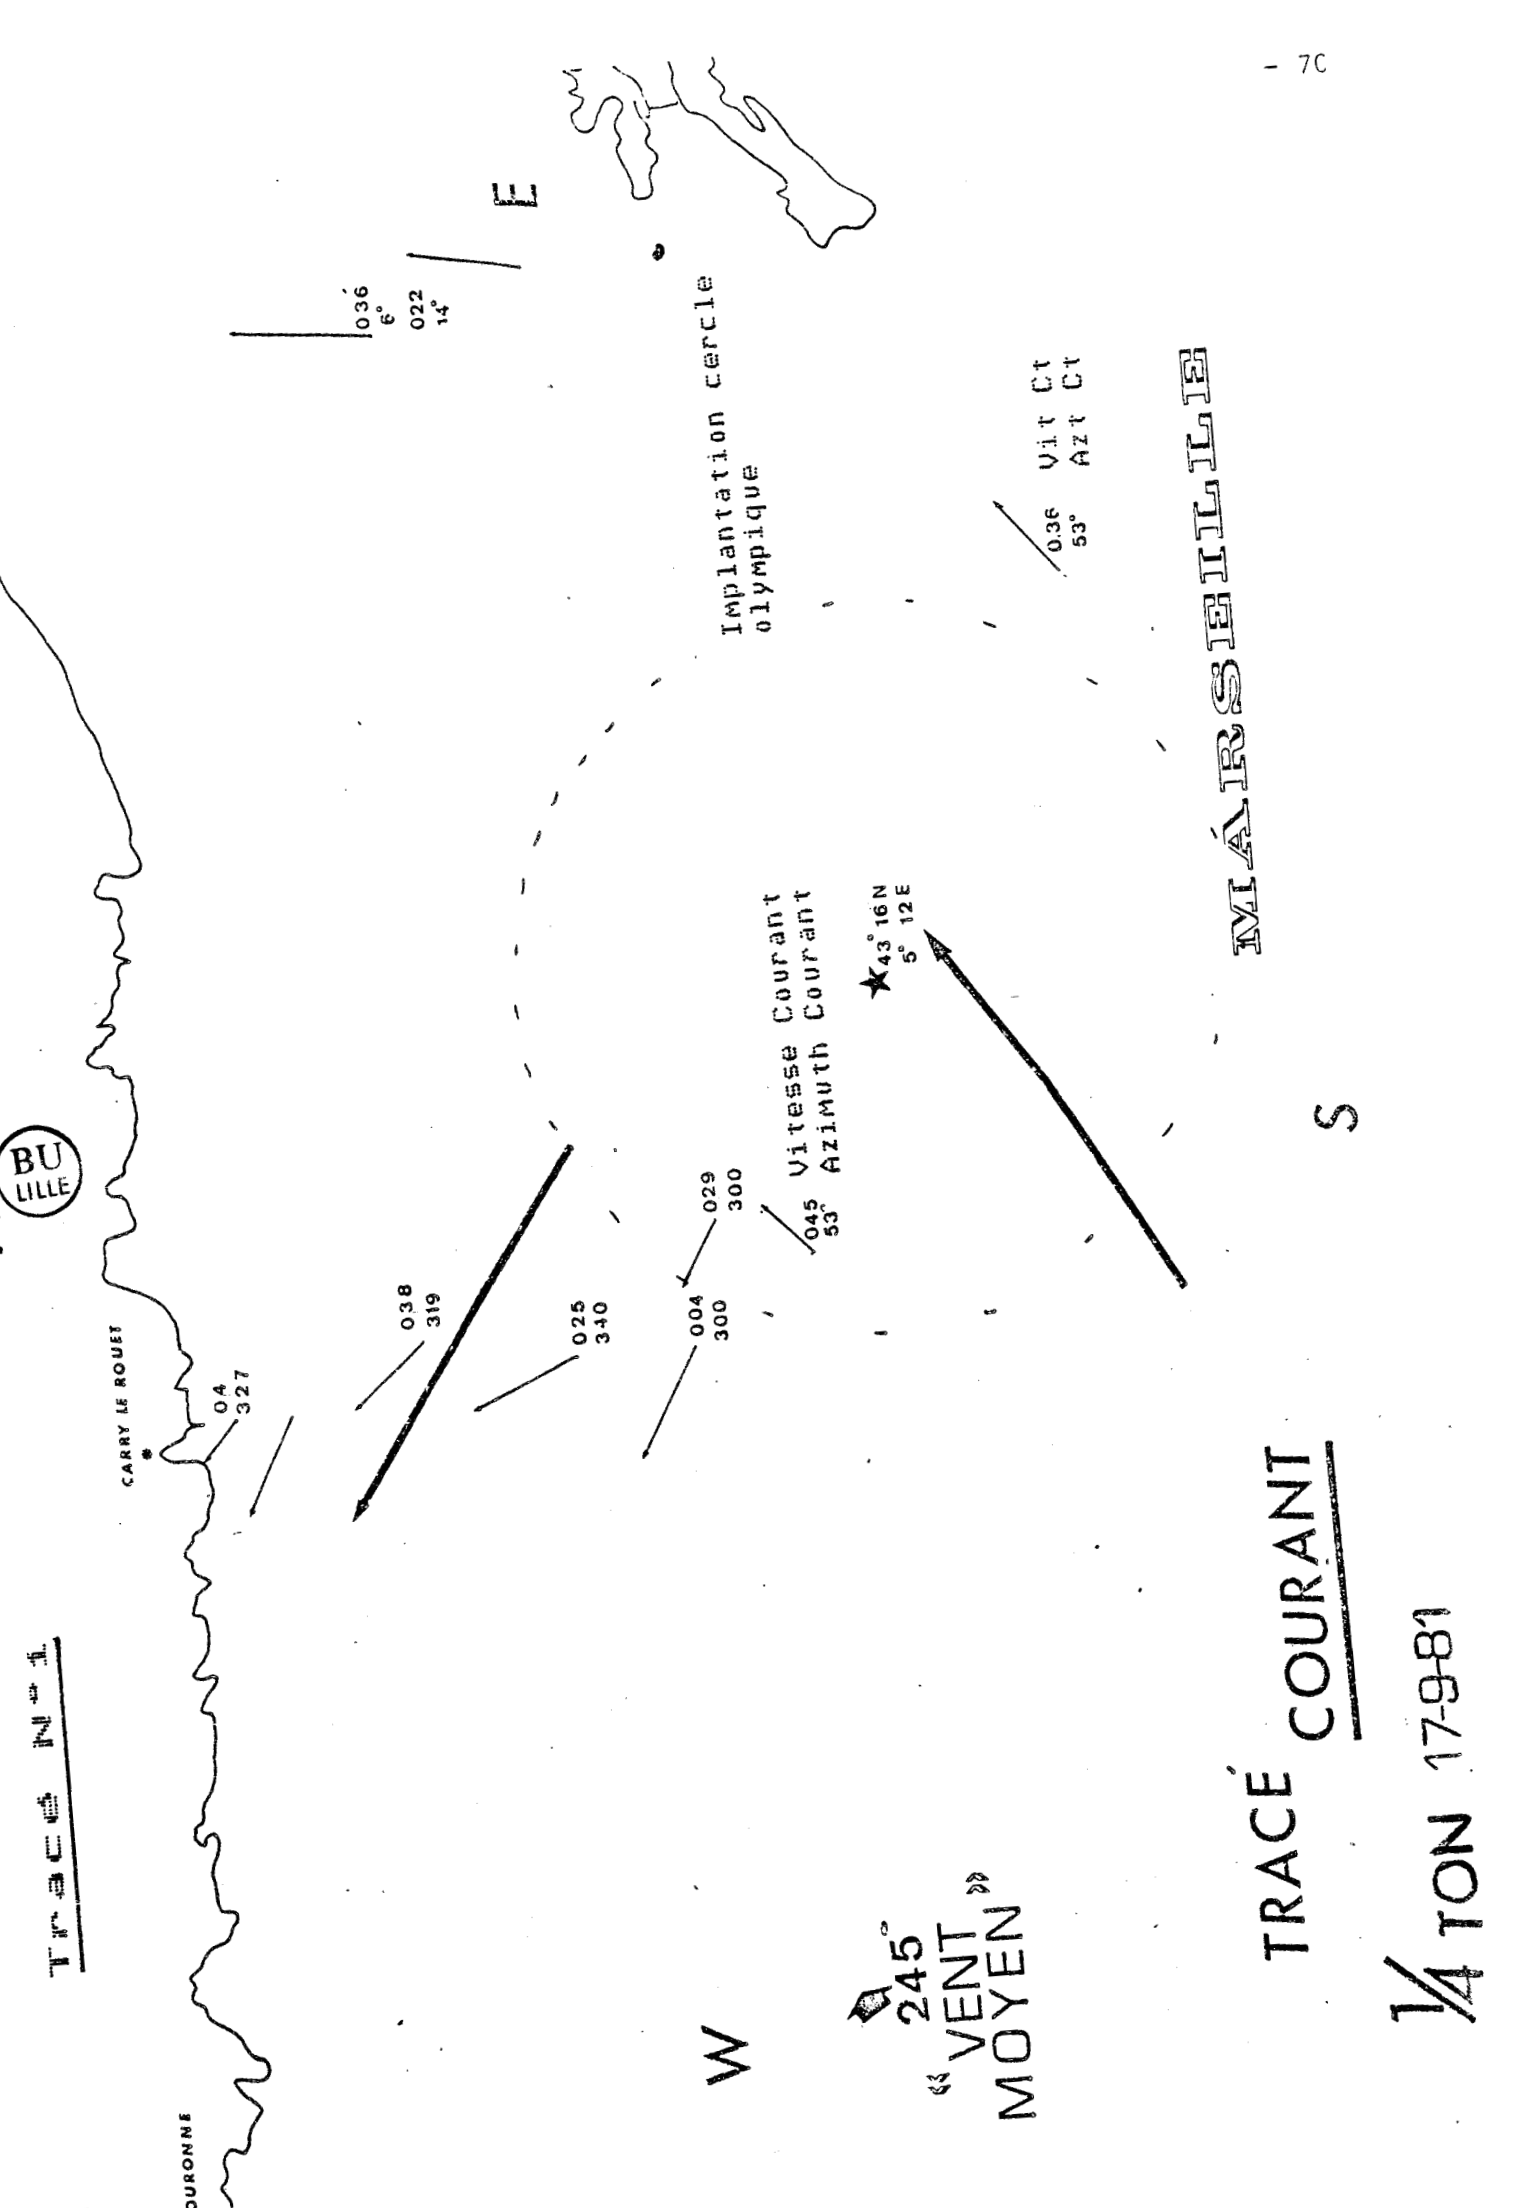 - 7C
Tracé N°1
BU
LILLE
OURONNE
CARRY LE ROUET
04
327
038
319
025
340
004
300
029
300
045 Vitesse Courant
53° Azimuth Courant
43° 16 N
5° 12 E
036
6°
022
14°
E
Implantation cercle
olympique
0.36 Vit Ct
53° Azt Ct
MARSEILLE
S
W
245°
“ VENT
MOYEN ”
TRACÉ COURANT
1/4 TON 17-9-81